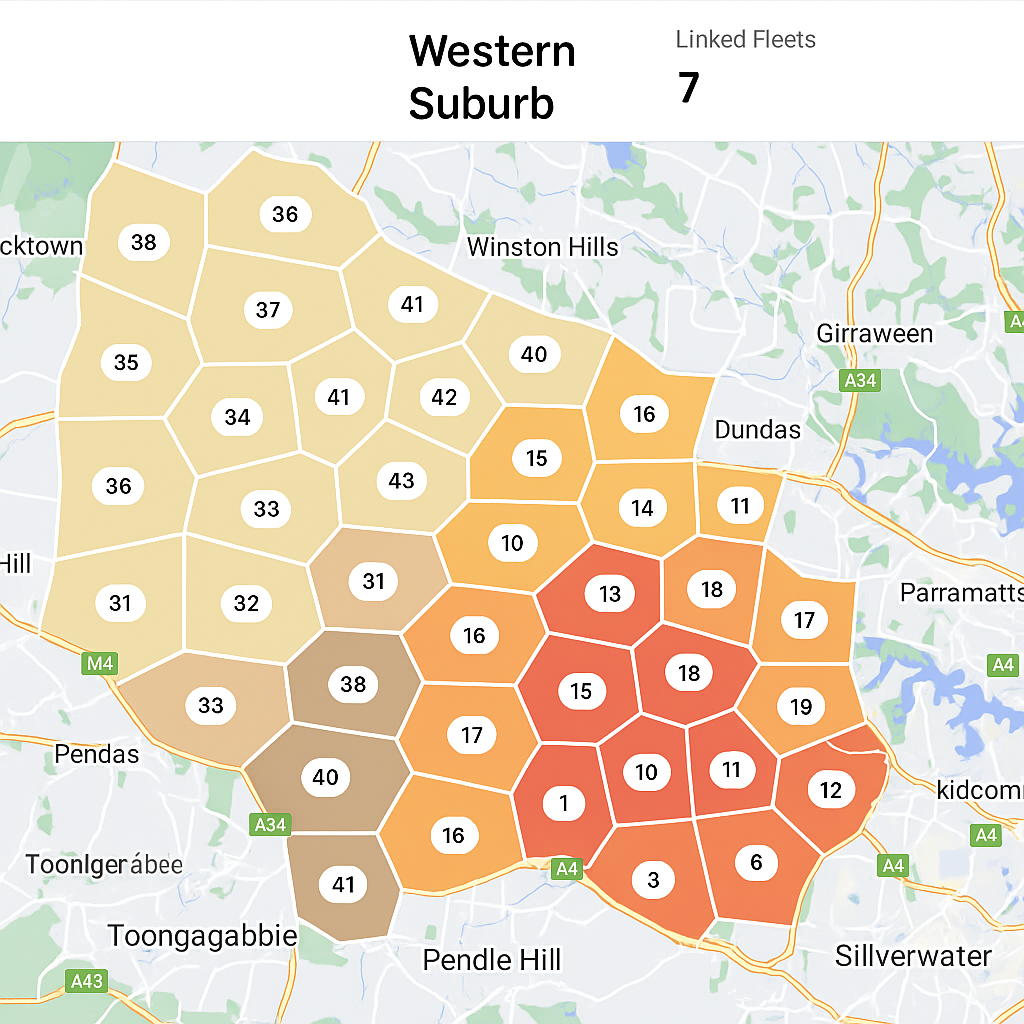 Western
Suburb
Linked Fleets
7
36
38
cktown
Winston Hills
41
37
A4
Girraween
40
35
A34
41
42
16
34
Dundas
15
43
36
11
14
33
10
Hill
31
18
13
Parramatts
31
32
17
16
M4
A4
18
38
15
33
19
17
Pendas
11
10
40
12
kidcom
1
A34
16
A4
Toonlgerábee
6
A4
A4
3
41
Toongagabbie
Sillverwater
Pendle Hill
A43